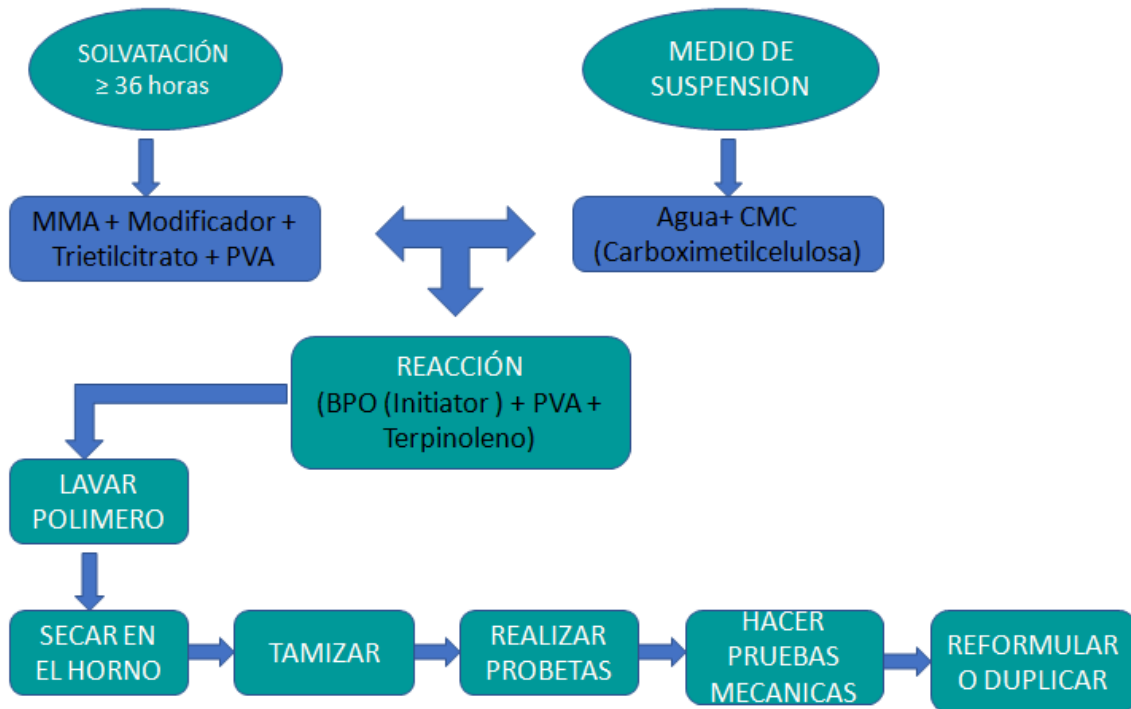 SOLVATACIÓN
≥ 36 horas
MEDIO DE
SUSPENSION
MMA + Modificador +
Trietilcitrato + PVA
Agua+ CMC
(Carboximetilcelulosa)
REACCIÓN
(BPO (Initiator ) + PVA +
Terpinoleno)
LAVAR
POLIMERO
SECAR EN
EL HORNO
TAMIZAR
REALIZAR
PROBETAS
HACER
PRUEBAS
MECANICAS
REFORMULAR
O DUPLICAR